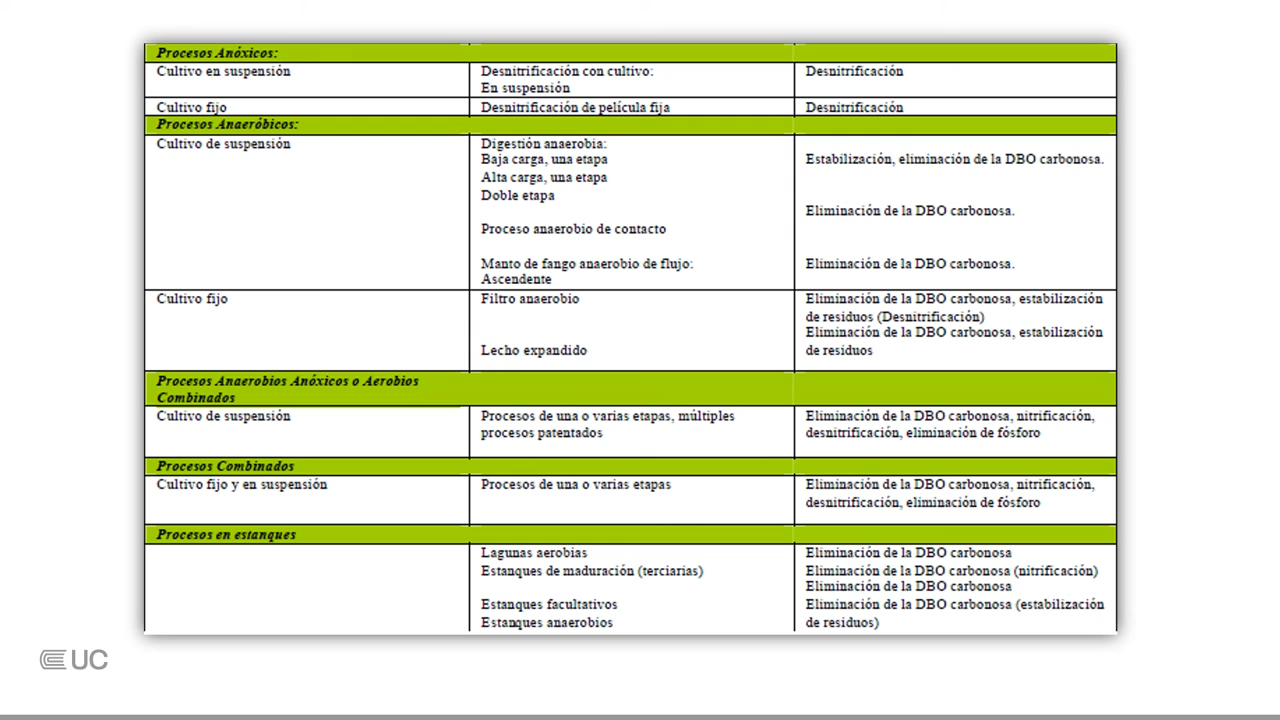 Procesos Anóxicos:
Cultivo en suspensión
Desnitrificación con cultivo:
En suspensión
Desnitrificación
Cultivo fijo
Desnitrificación de película fija
Desnitrificación
Procesos Anaeróbicos:
Cultivo de suspensión
Digestión anaerobia:
Baja carga, una etapa
Alta carga, una etapa
Doble etapa
Proceso anaerobio de contacto
Manto de fango anaerobio de flujo:
Ascendente
Estabilización, eliminación de la DBO carbonosa.
Eliminación de la DBO carbonosa.
Eliminación de la DBO carbonosa.
Cultivo fijo
Filtro anaerobio
Lecho expandido
Eliminación de la DBO carbonosa, estabilización
de residuos (Desnitrificación)
Eliminación de la DBO carbonosa, estabilización
de residuos
Procesos Anaerobios Anóxicos o Aerobios
Combinados
Cultivo de suspensión
Procesos de una o varias etapas, múltiples
procesos patentados
Eliminación de la DBO carbonosa, nitrificación,
desnitrificación, eliminación de fósforo
Procesos Combinados
Cultivo fijo y en suspensión
Procesos de una o varias etapas
Eliminación de la DBO carbonosa, nitrificación,
desnitrificación, eliminación de fósforo
Procesos en estanques
Lagunas aerobias
Estanques de maduración (terciarias)
Estanques facultativos
Estanques anaerobios
Eliminación de la DBO carbonosa
Eliminación de la DBO carbonosa (nitrificación)
Eliminación de la DBO carbonosa
Eliminación de la DBO carbonosa (estabilización
de residuos)
UC